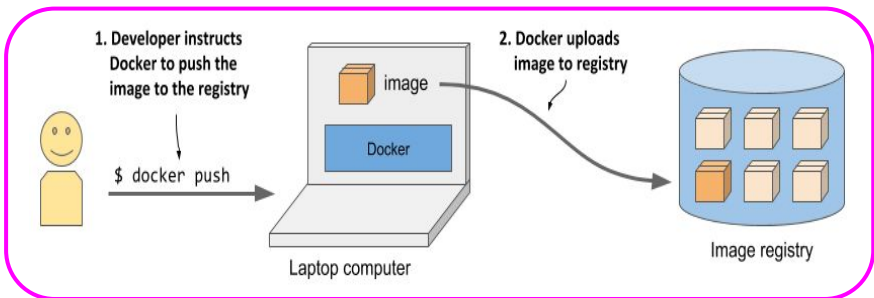 1. Developer instructs
Docker to push the
image to the registry
2. Docker uploads
image to registry
image
Docker
$ docker push
Laptop computer
Image registry